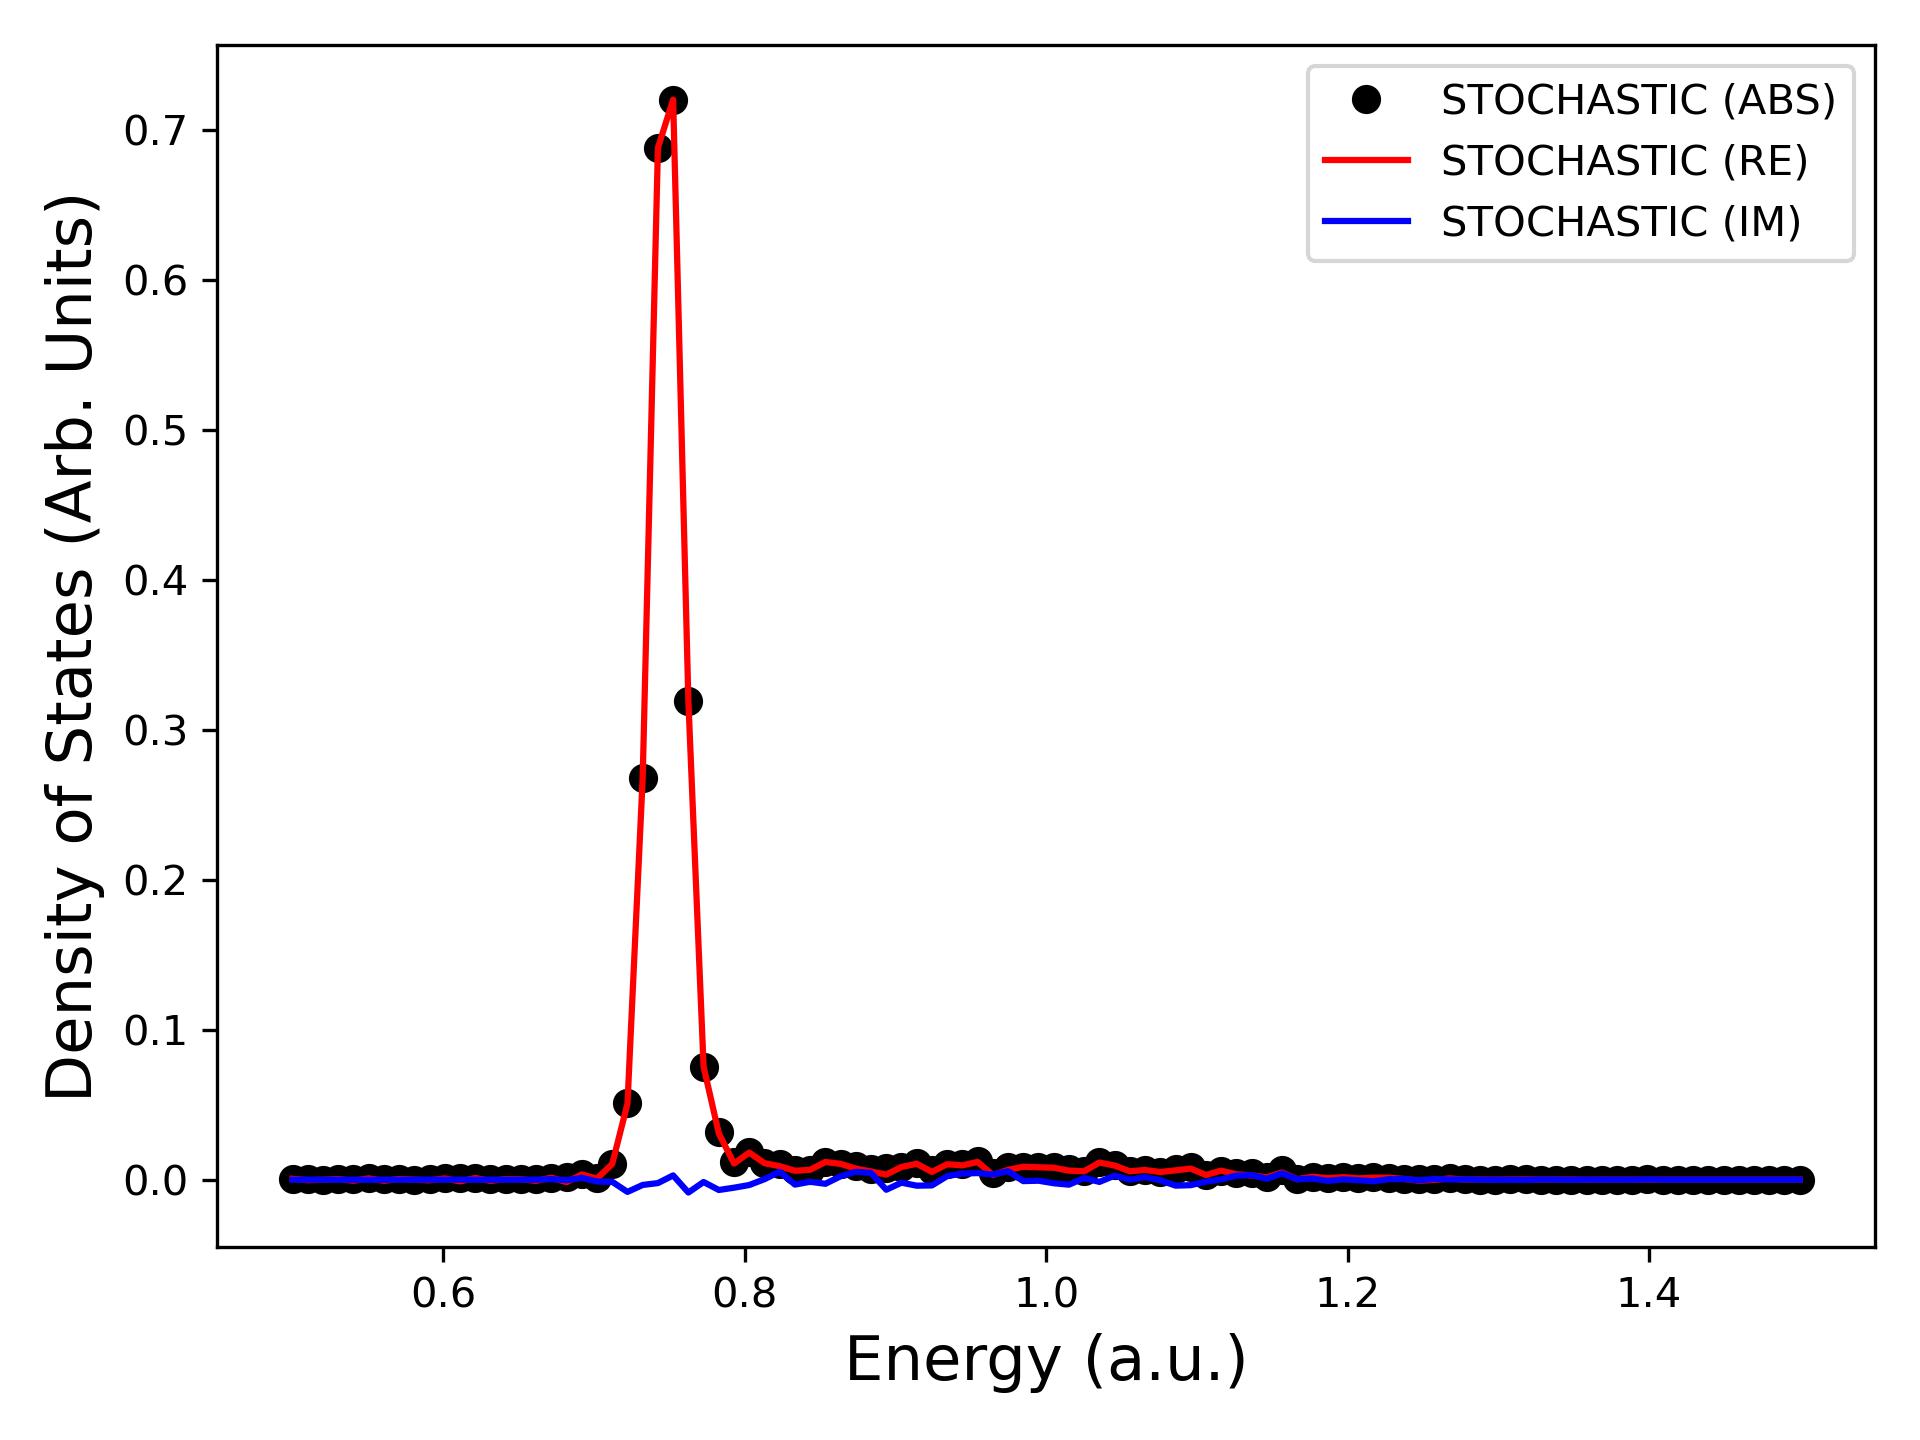 STOCHASTIC (ABS)
STOCHASTIC (RE)
STOCHASTIC (IM)
Density of States (Arb. Units)
0.7
0.6
0.5
0.4
0.3
0.2
0.1
0.0
0.6 0.8 1.0 1.2 1.4
Energy (a.u.)